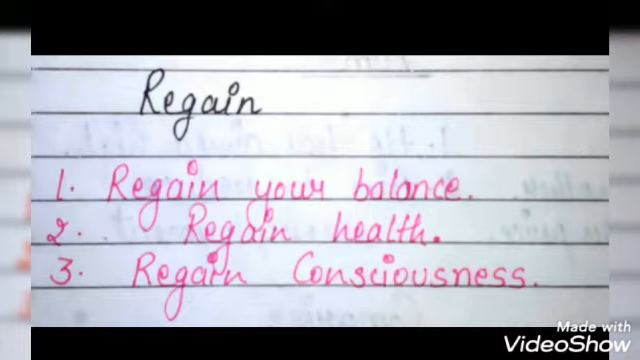 Regain
1. Regain your balance.
2. Regain health.
3. Regain Consciousness.
Made with
VideoShow